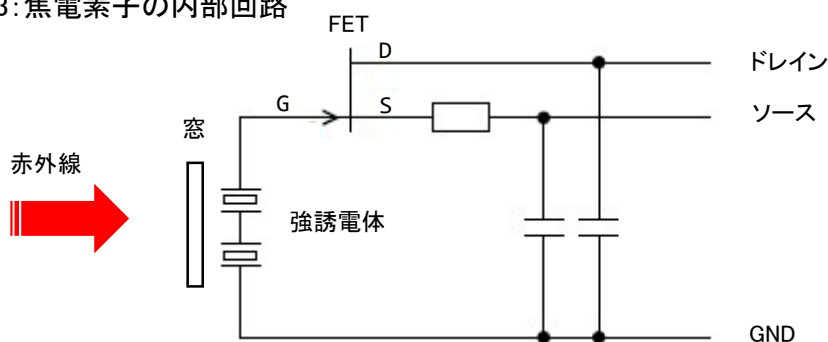 3：焦電素子の内部回路
FET
D
ドレイン
G
S
ソース
窓
赤外線
強誘電体
GND